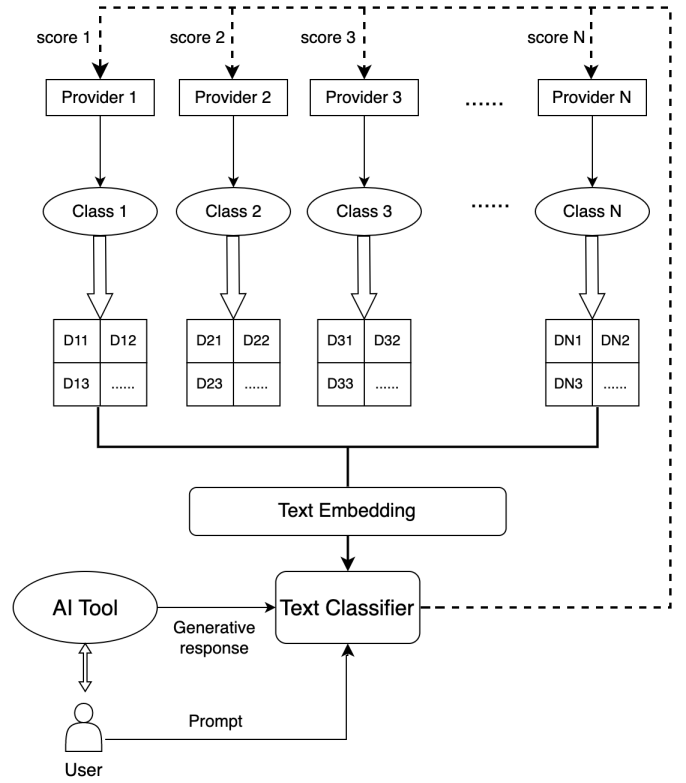 score 1 score 2 score 3 score N
Provider 1 Provider 2 Provider 3 ...... Provider N
Class 1 Class 2 Class 3 ...... Class N
D11 D12 D21 D22 D31 D32 DN1 DN2
D13 ...... D23 ...... D33 ...... DN3 ......
Text Embedding
AI Tool
Generative
response
Text Classifier
Prompt
User